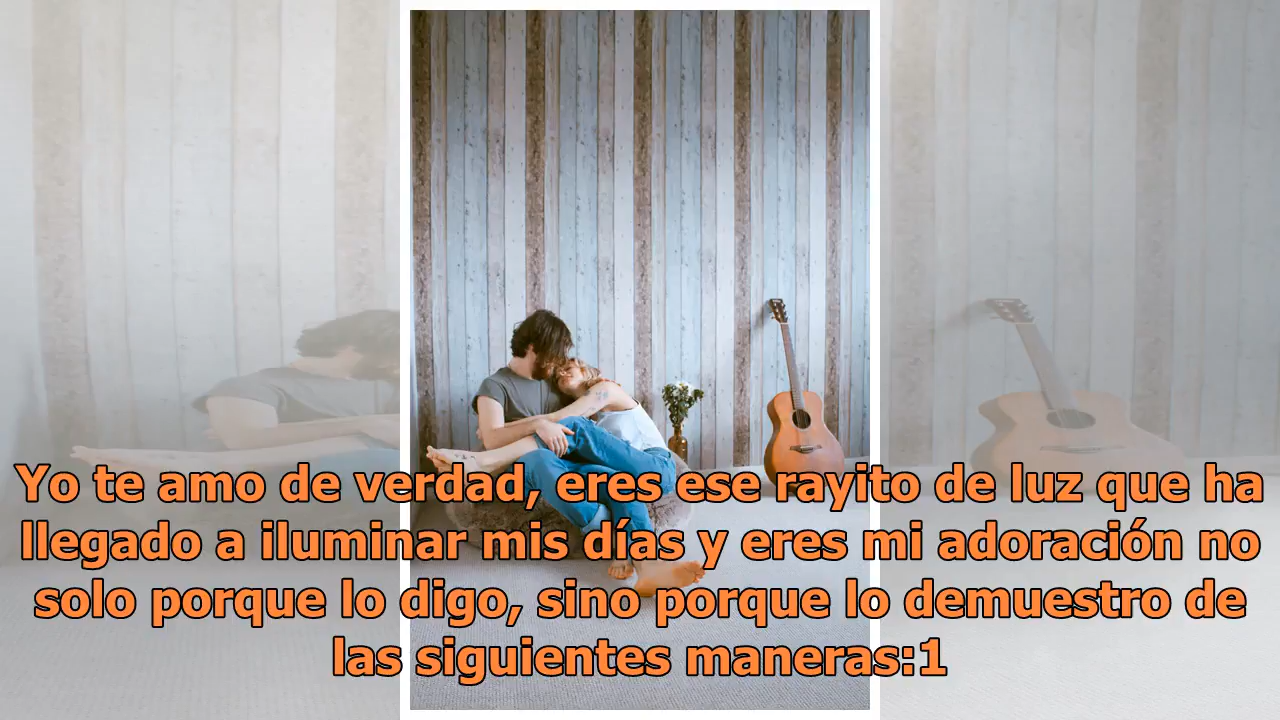 Yo te amo de verdad, eres ese rayito de luz que ha
llegado a iluminar mis días y eres mi adoración no
solo porque lo digo, sino porque lo demuestro de
las siguientes maneras:1